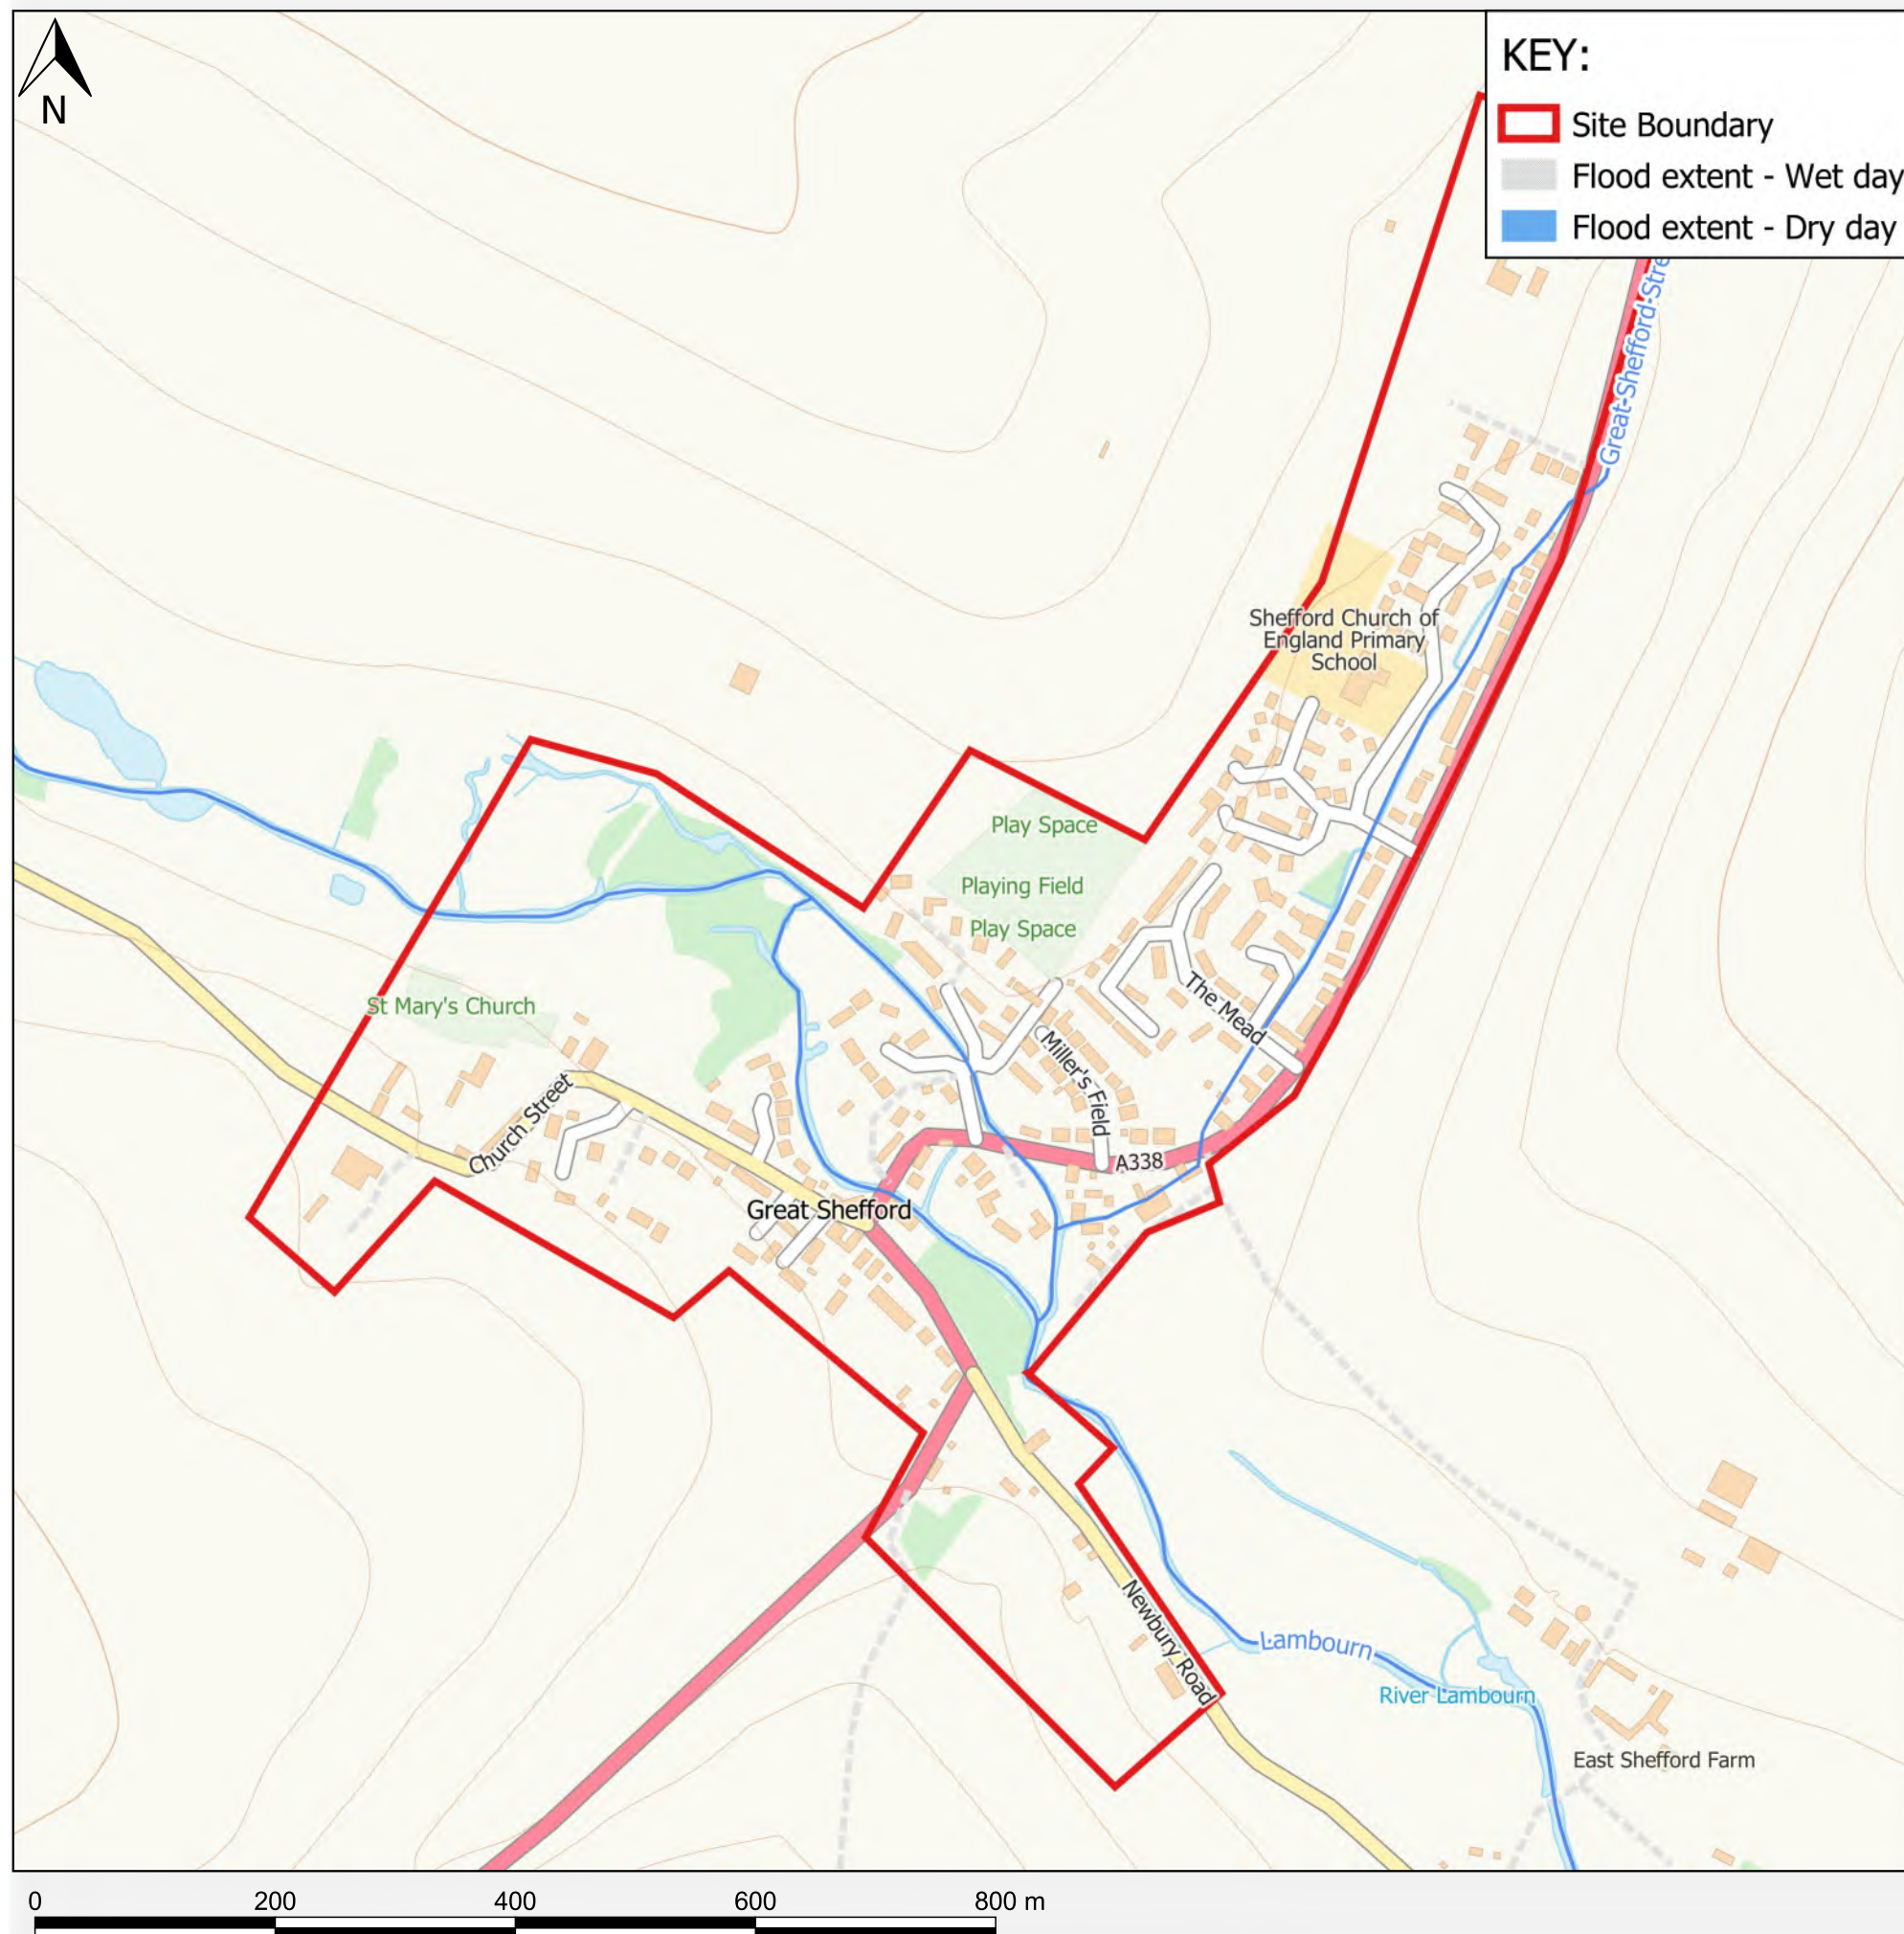 N
KEY:
Site Boundary
Flood extent - Wet day
Flood extent - Dry day
Great Shefford Stre
Shefford Church of
England Primary
School
Play Space
Playing Field
Play Space
St Mary's Church
The Mead
Miller's Field
Church Street
A338
Great Shefford
Newbury Road
Lambourn
River Lambourn
East Shefford Farm
0 200 400 600 800 m